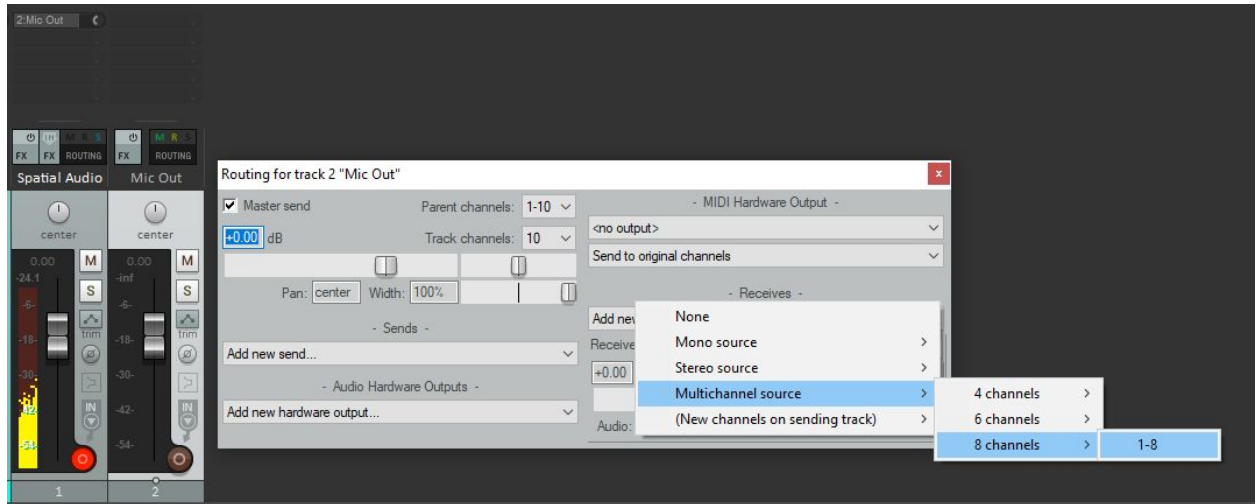 2:Mic Out
FX FX ROUTING
M R S
FX ROUTING
Spatial Audio
Mic Out
center
center
0.00 M
0.00 M
-24.1
-inf
S
S
-6-
-6-
trim
trim
-18-
-18-
-30-
-30-
IN
IN
-42-
-42-
-54-
-54-
1
2
Routing for track 2 "Mic Out"
x
Master send
Parent channels: 1-10
+0.00 dB
Track channels: 10
Pan: center Width: 100%
- Sends -
Add new send...
- Audio Hardware Outputs -
Add new hardware output...
- MIDI Hardware Output -
<no output>
Send to original channels
- Receives -
Add new
Receive
+0.00
Audio:
None
Mono source
Stereo source
Multichannel source
(New channels on sending track)
4 channels
6 channels
8 channels
1-8